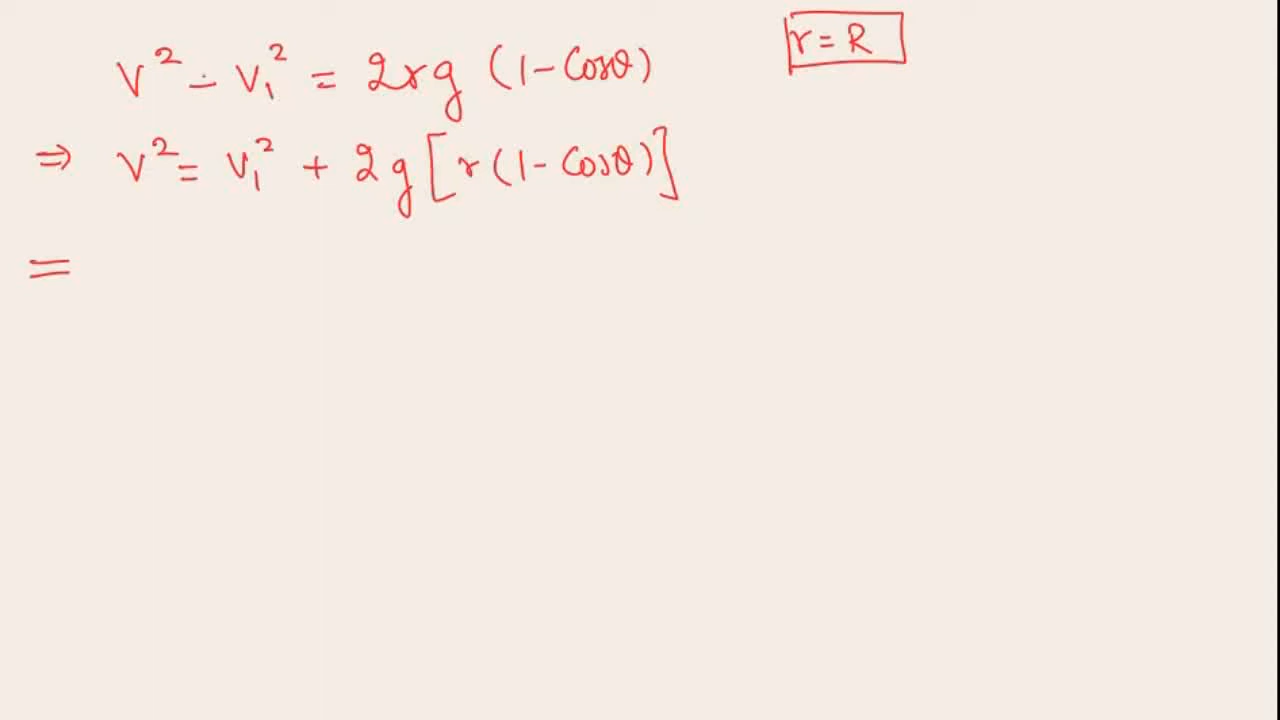 V² - V₁² = 2rg (1 - Cosθ)
r = R
⇒ V² = V₁² + 2g [r (1 - Cosθ)]
=